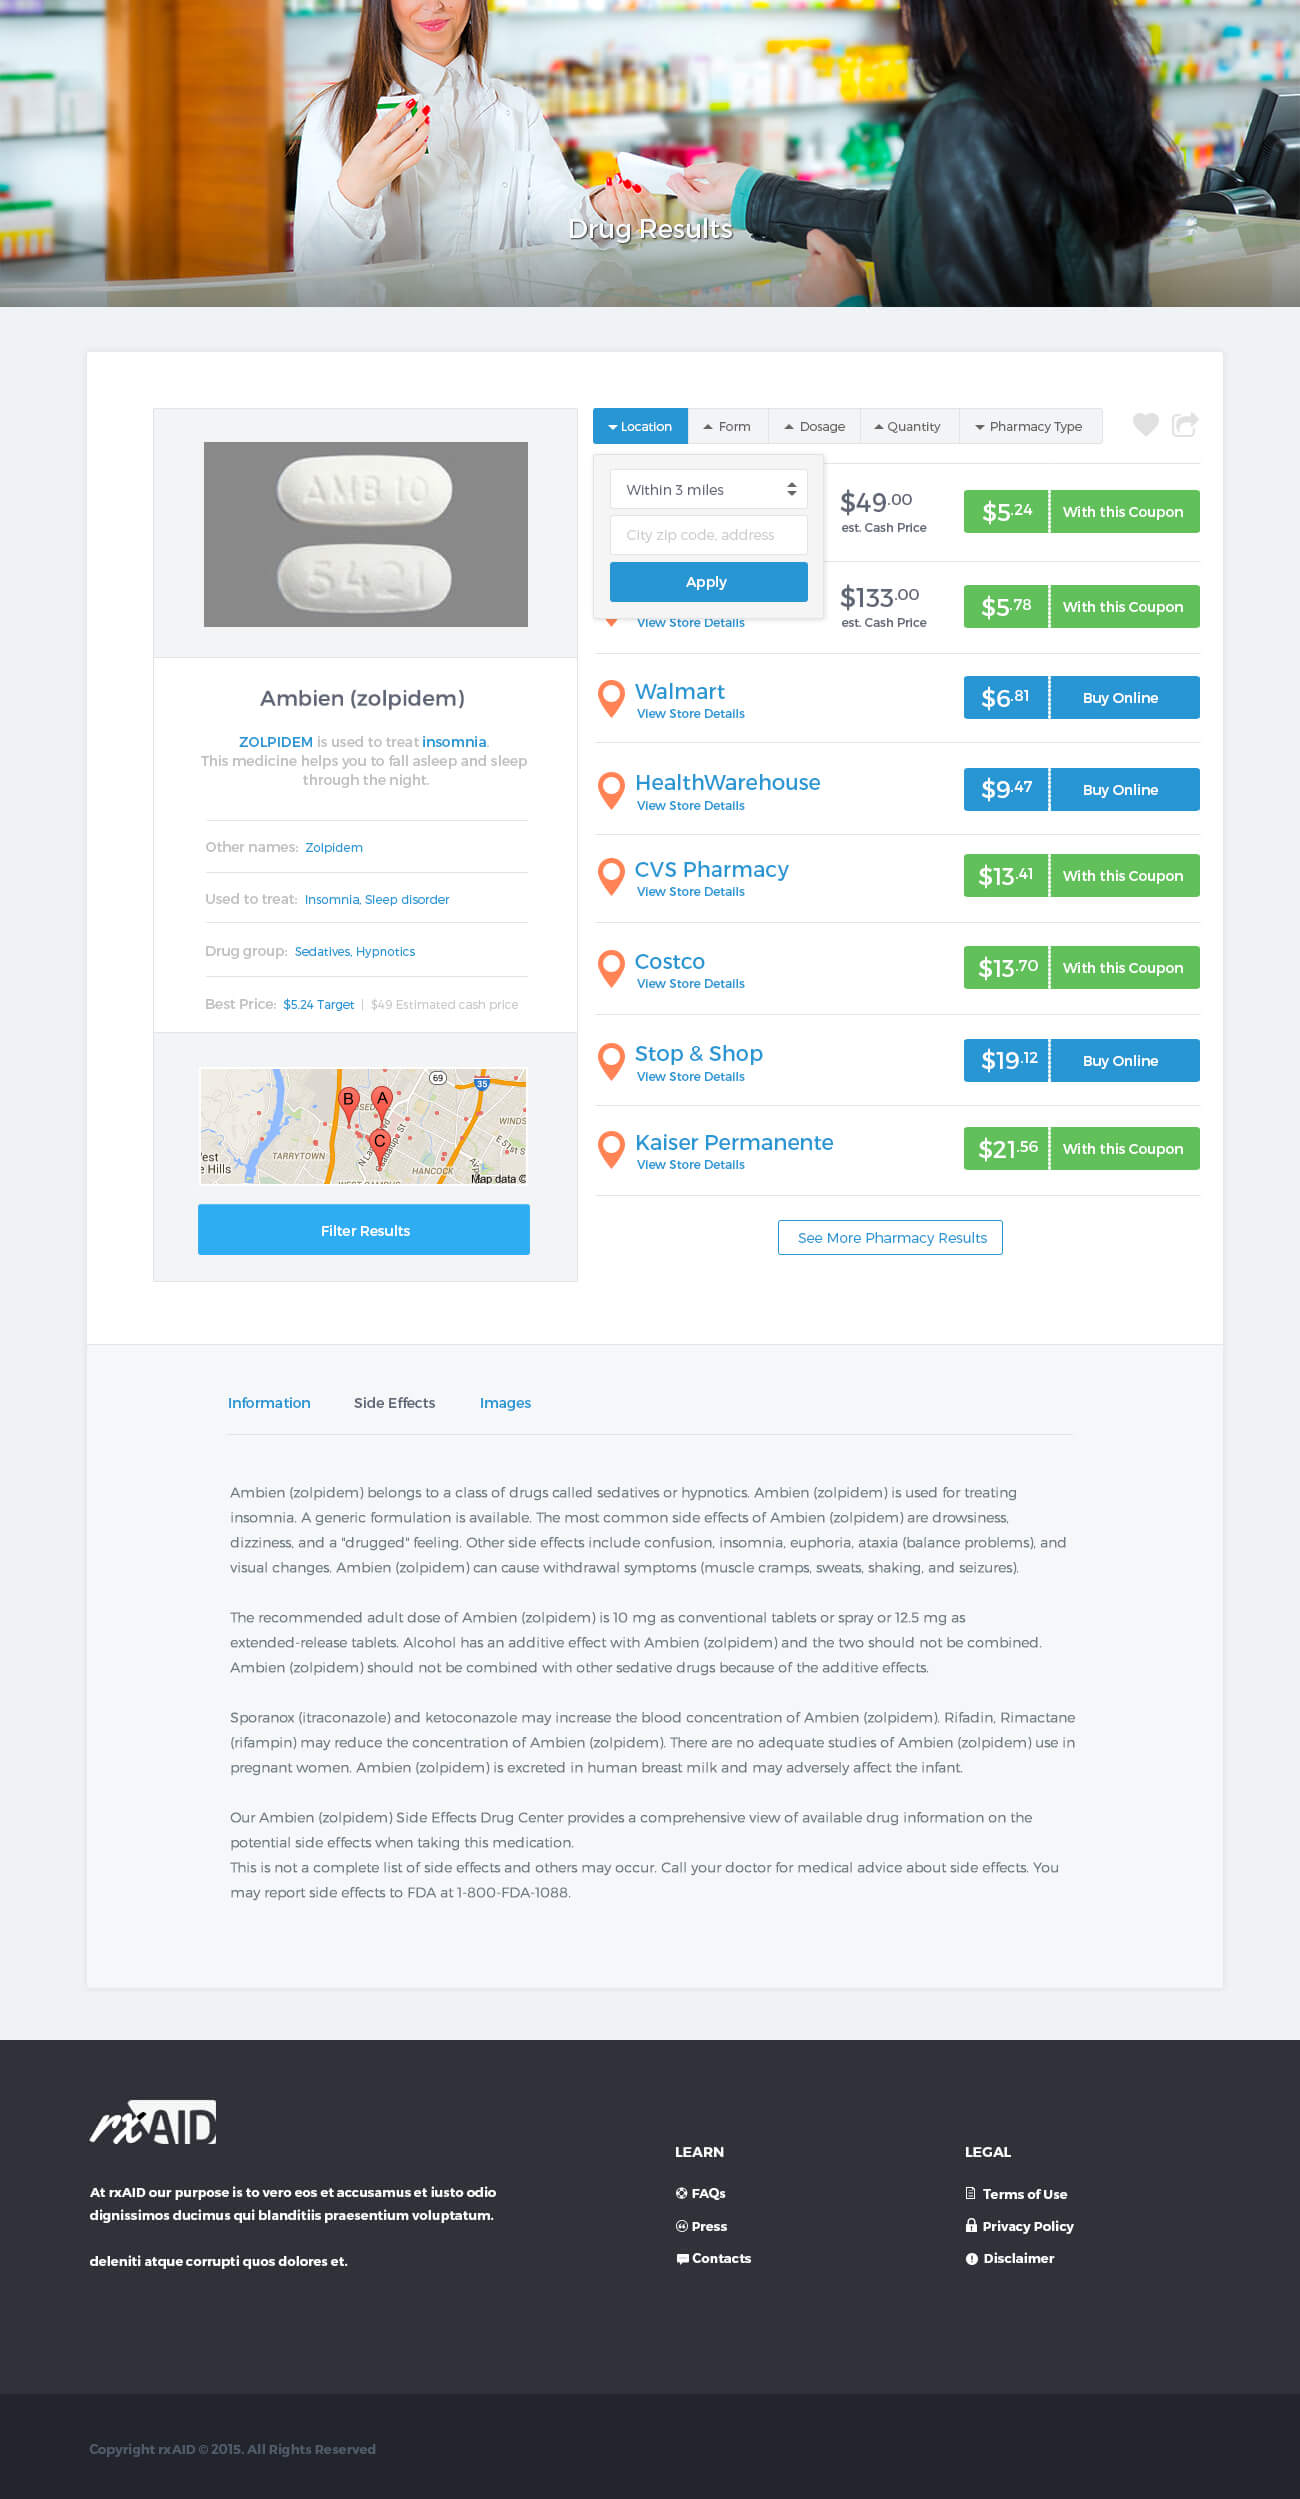 Drug Results
AMB 10
5421
Ambien (zolpidem)
ZOLPIDEM is used to treat insomnia.
This medicine helps you to fall asleep and sleep
through the night.
Other names: Zolpidem
Used to treat: Insomnia, Sleep disorder
Drug group: Sedatives, Hypnotics
Best Price: $5.24 Target | $49 Estimated cash price
69
35
B
A
C
TARRYTOWN
HANCOCK
WINDS
E 51st S
est
e Hills
WEST CAMPUS
Map data ©
Filter Results
Location
Form
Dosage
Quantity
Pharmacy Type
Within 3 miles
City zip code, address
Apply
$49.00
est. Cash Price
$5.24
With this Coupon
View Store Details
$133.00
est. Cash Price
$5.78
With this Coupon
Walmart
View Store Details
$6.81
Buy Online
HealthWarehouse
View Store Details
$9.47
Buy Online
CVS Pharmacy
View Store Details
$13.41
With this Coupon
Costco
View Store Details
$13.70
With this Coupon
Stop & Shop
View Store Details
$19.12
Buy Online
Kaiser Permanente
View Store Details
$21.56
With this Coupon
See More Pharmacy Results
Information
Side Effects
Images
Ambien (zolpidem) belongs to a class of drugs called sedatives or hypnotics. Ambien (zolpidem) is used for treating
insomnia. A generic formulation is available. The most common side effects of Ambien (zolpidem) are drowsiness,
dizziness, and a "drugged" feeling. Other side effects include confusion, insomnia, euphoria, ataxia (balance problems), and
visual changes. Ambien (zolpidem) can cause withdrawal symptoms (muscle cramps, sweats, shaking, and seizures).
The recommended adult dose of Ambien (zolpidem) is 10 mg as conventional tablets or spray or 12.5 mg as
extended-release tablets. Alcohol has an additive effect with Ambien (zolpidem) and the two should not be combined.
Ambien (zolpidem) should not be combined with other sedative drugs because of the additive effects.
Sporanox (itraconazole) and ketoconazole may increase the blood concentration of Ambien (zolpidem). Rifadin, Rimactane
(rifampin) may reduce the concentration of Ambien (zolpidem). There are no adequate studies of Ambien (zolpidem) use in
pregnant women. Ambien (zolpidem) is excreted in human breast milk and may adversely affect the infant.
Our Ambien (zolpidem) Side Effects Drug Center provides a comprehensive view of available drug information on the
potential side effects when taking this medication.
This is not a complete list of side effects and others may occur. Call your doctor for medical advice about side effects. You
may report side effects to FDA at 1-800-FDA-1088.
rxAID
At rxAID our purpose is to vero eos et accusamus et iusto odio
dignissimos ducimus qui blanditiis praesentium voluptatum.
deleniti atque corrupti quos dolores et.
LEARN
FAQs
Press
Contacts
LEGAL
Terms of Use
Privacy Policy
Disclaimer
Copyright rxAID © 2015. All Rights Reserved